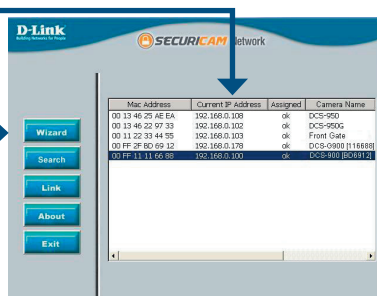 D-Link
Building Networks for People
SECURICAM Network
Mac Address Current IP Address Assigned Camera Name
00 13 46 25 AE EA 192.168.0.108 ok DCS-950
00 13 46 22 97 33 192.168.0.102 ok DCS-950G
00 11 22 33 44 55 192.168.0.103 ok Front Gate
00 FF 2F BD 69 12 192.168.0.178 ok DCS-G900 [116688]
00 FF 11 11 66 88 192.168.0.100 ok DCS-900 [BD6912]
Wizard
Search
Link
About
Exit